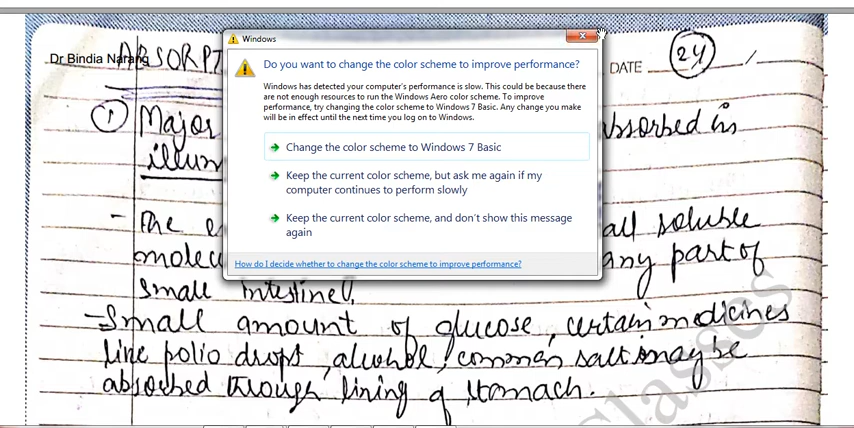 Dr Bindia Narang
ABSORPT
DATE 24 /
Windows
Do you want to change the color scheme to improve performance?
Windows has detected your computer's performance is slow. This could be because there
are not enough resources to run the Windows Aero color scheme. To improve
performance, try changing the color scheme to Windows 7 Basic. Any change you make
will be in effect until the next time you log on to Windows.
Change the color scheme to Windows 7 Basic
Keep the current color scheme, but ask me again if my
computer continues to perform slowly
Keep the current color scheme, and don't show this message
again
How do I decide whether to change the color scheme to improve performance?
① Major absorbed in
illum
- The all soluble
molecu any part of
small intestine.
- Small amount of glucose, certain medicines
like polio drops, alcohol, common salt may be
absorbed through lining of stomach.
Classes